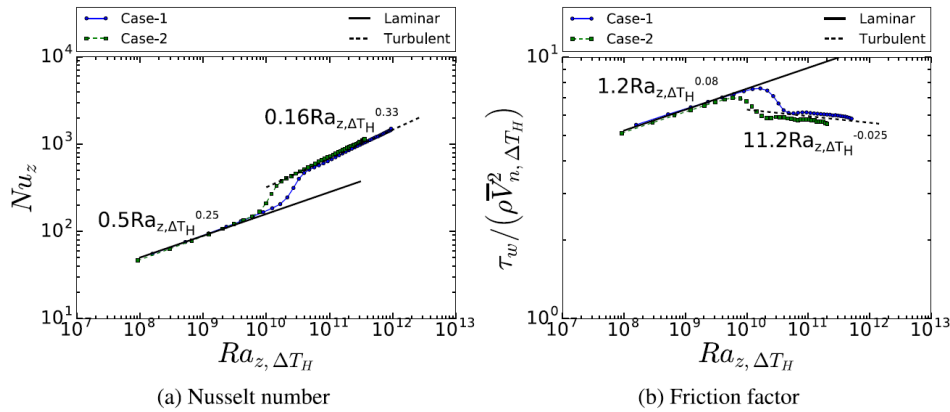 Case-1 Laminar
Case-2 Turbulent
10^4
10^3
10^2
10^1
Nu_z
0.16Ra_{z,ΔT_H}^{0.33}
0.5Ra_{z,ΔT_H}^{0.25}
10^7 10^8 10^9 10^10 10^11 10^12 10^13
Ra_{z, ΔT_H}
(a) Nusselt number
Case-1 Laminar
Case-2 Turbulent
10^1
10^0
τ_w/(ρ̅V̅²_{n, ΔT_H})
1.2Ra_{z,ΔT_H}^{0.08}
11.2Ra_{z,ΔT_H}^{-0.025}
10^7 10^8 10^9 10^10 10^11 10^12 10^13
Ra_{z, ΔT_H}
(b) Friction factor